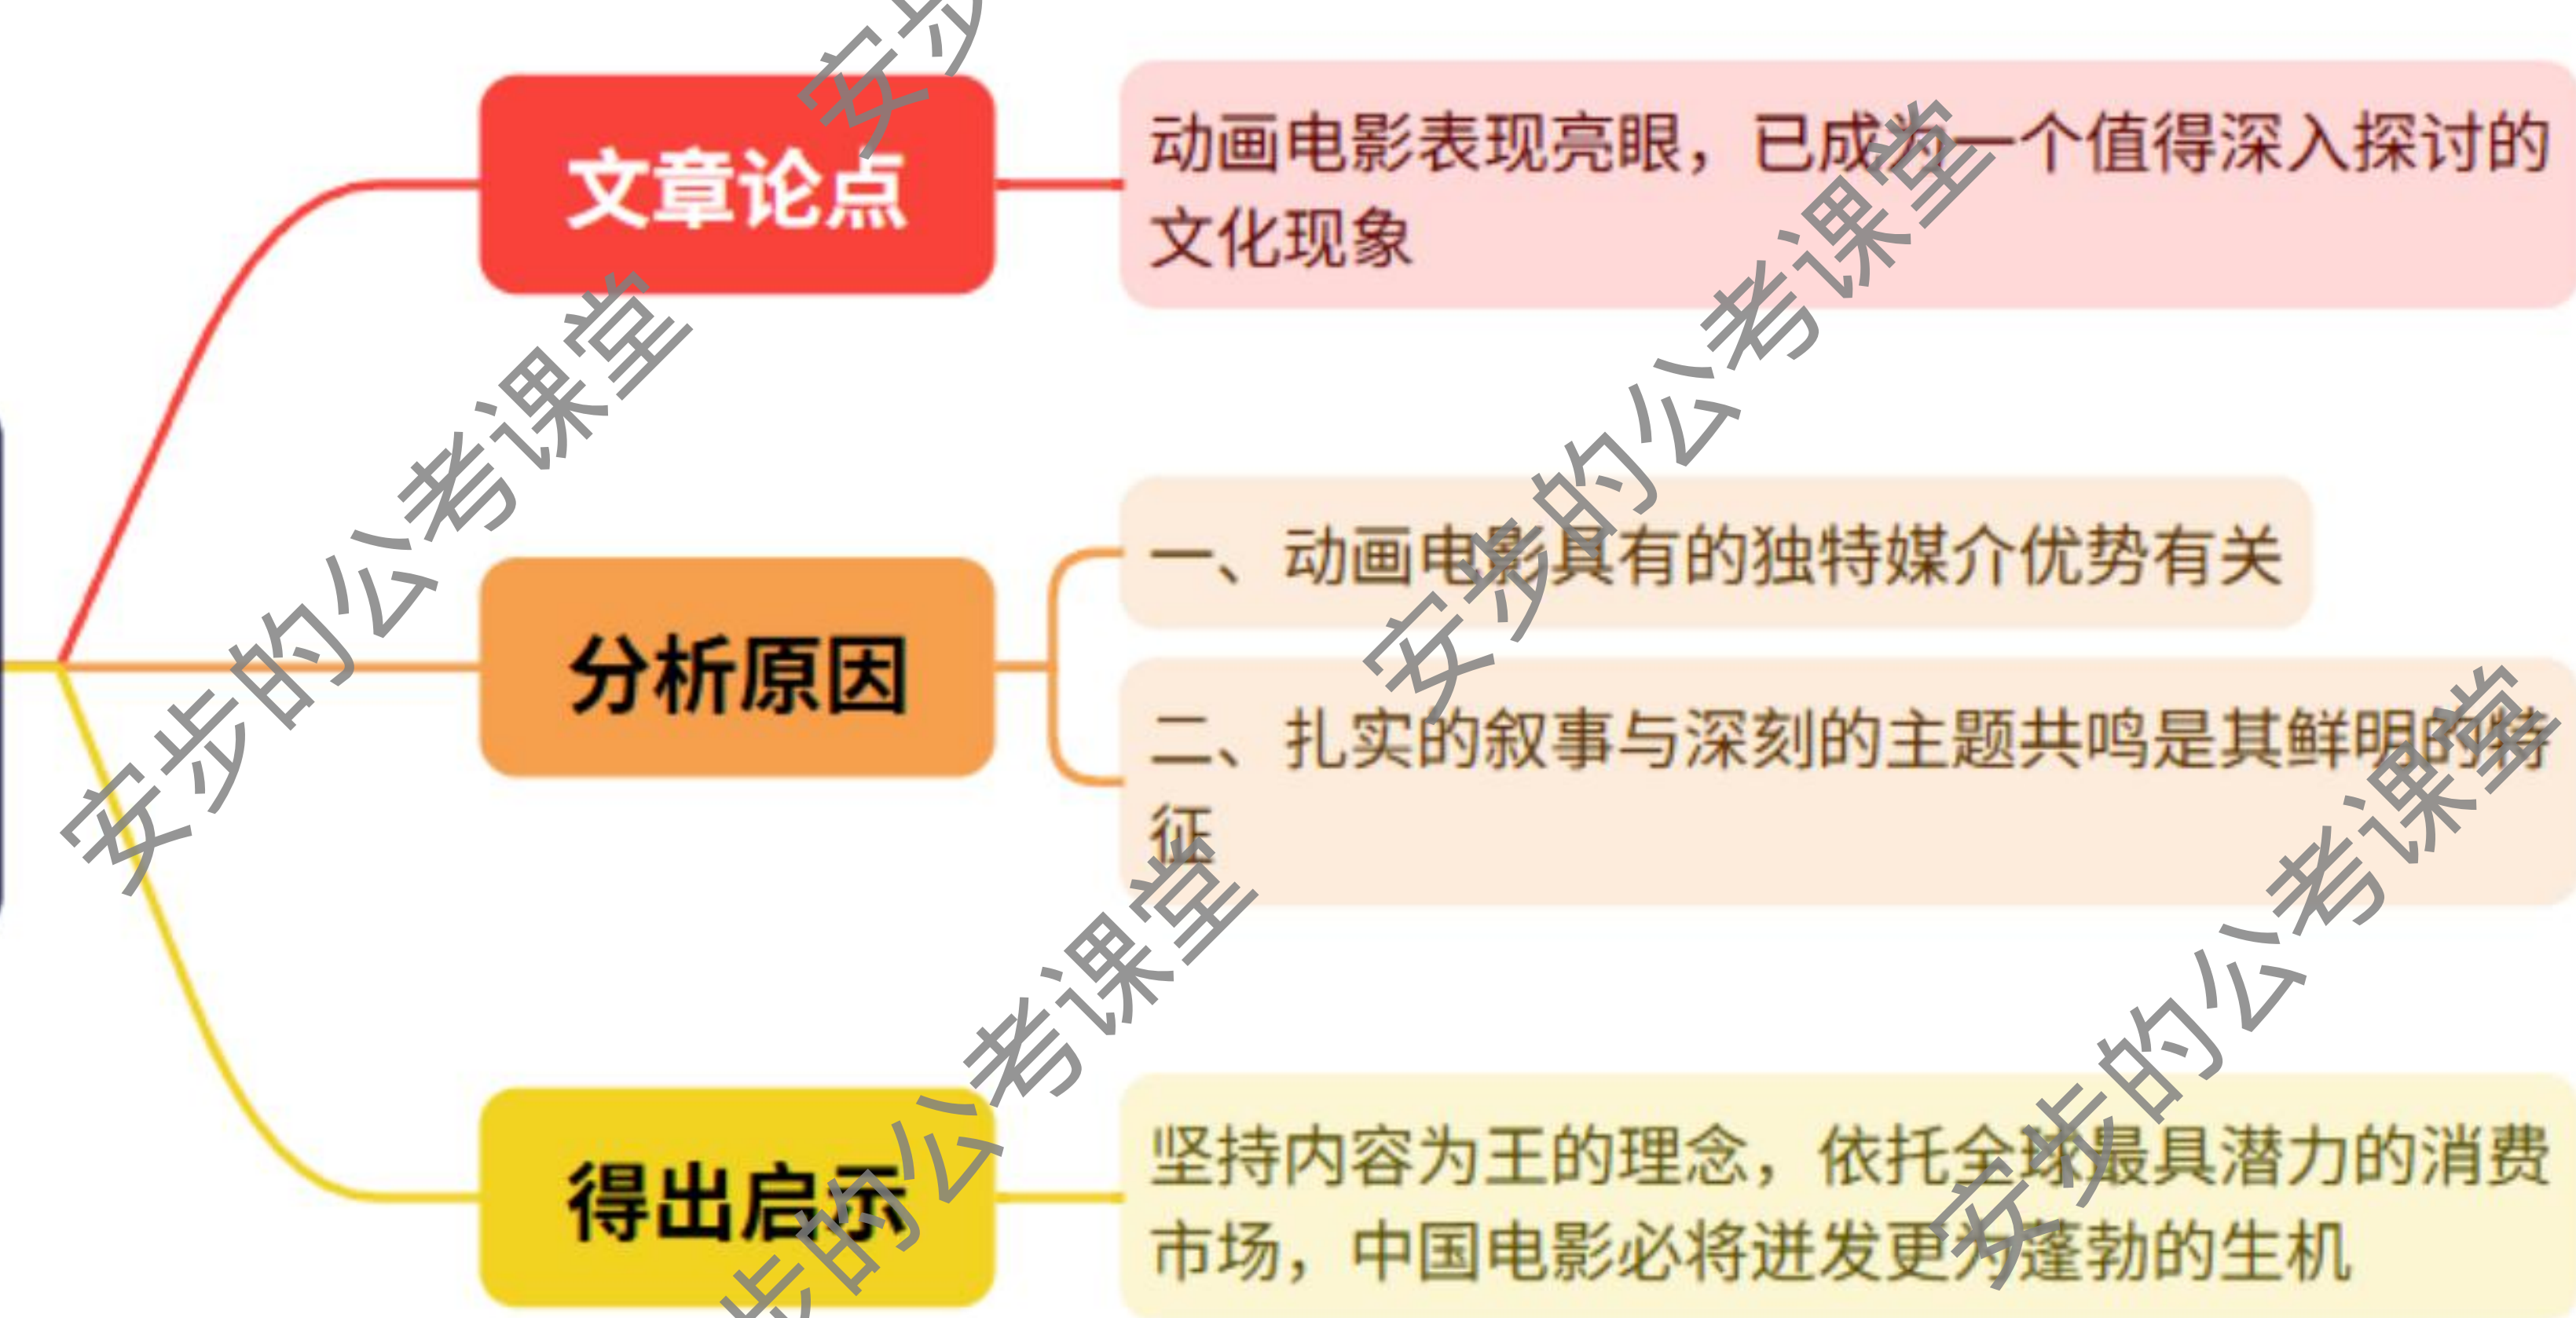 文章论点
动画电影表现亮眼，已成为一个值得深入探讨的
文化现象
分析原因
一、动画电影具有的独特媒介优势有关
二、扎实的叙事与深刻的主题共鸣是其鲜明的特
征
得出启示
坚持内容为王的理念，依托全球最具潜力的消费
市场，中国电影必将迸发更为蓬勃的生机
安步
安步的公考课堂
安步的公考课堂
步的公考课堂
安步的公考课堂